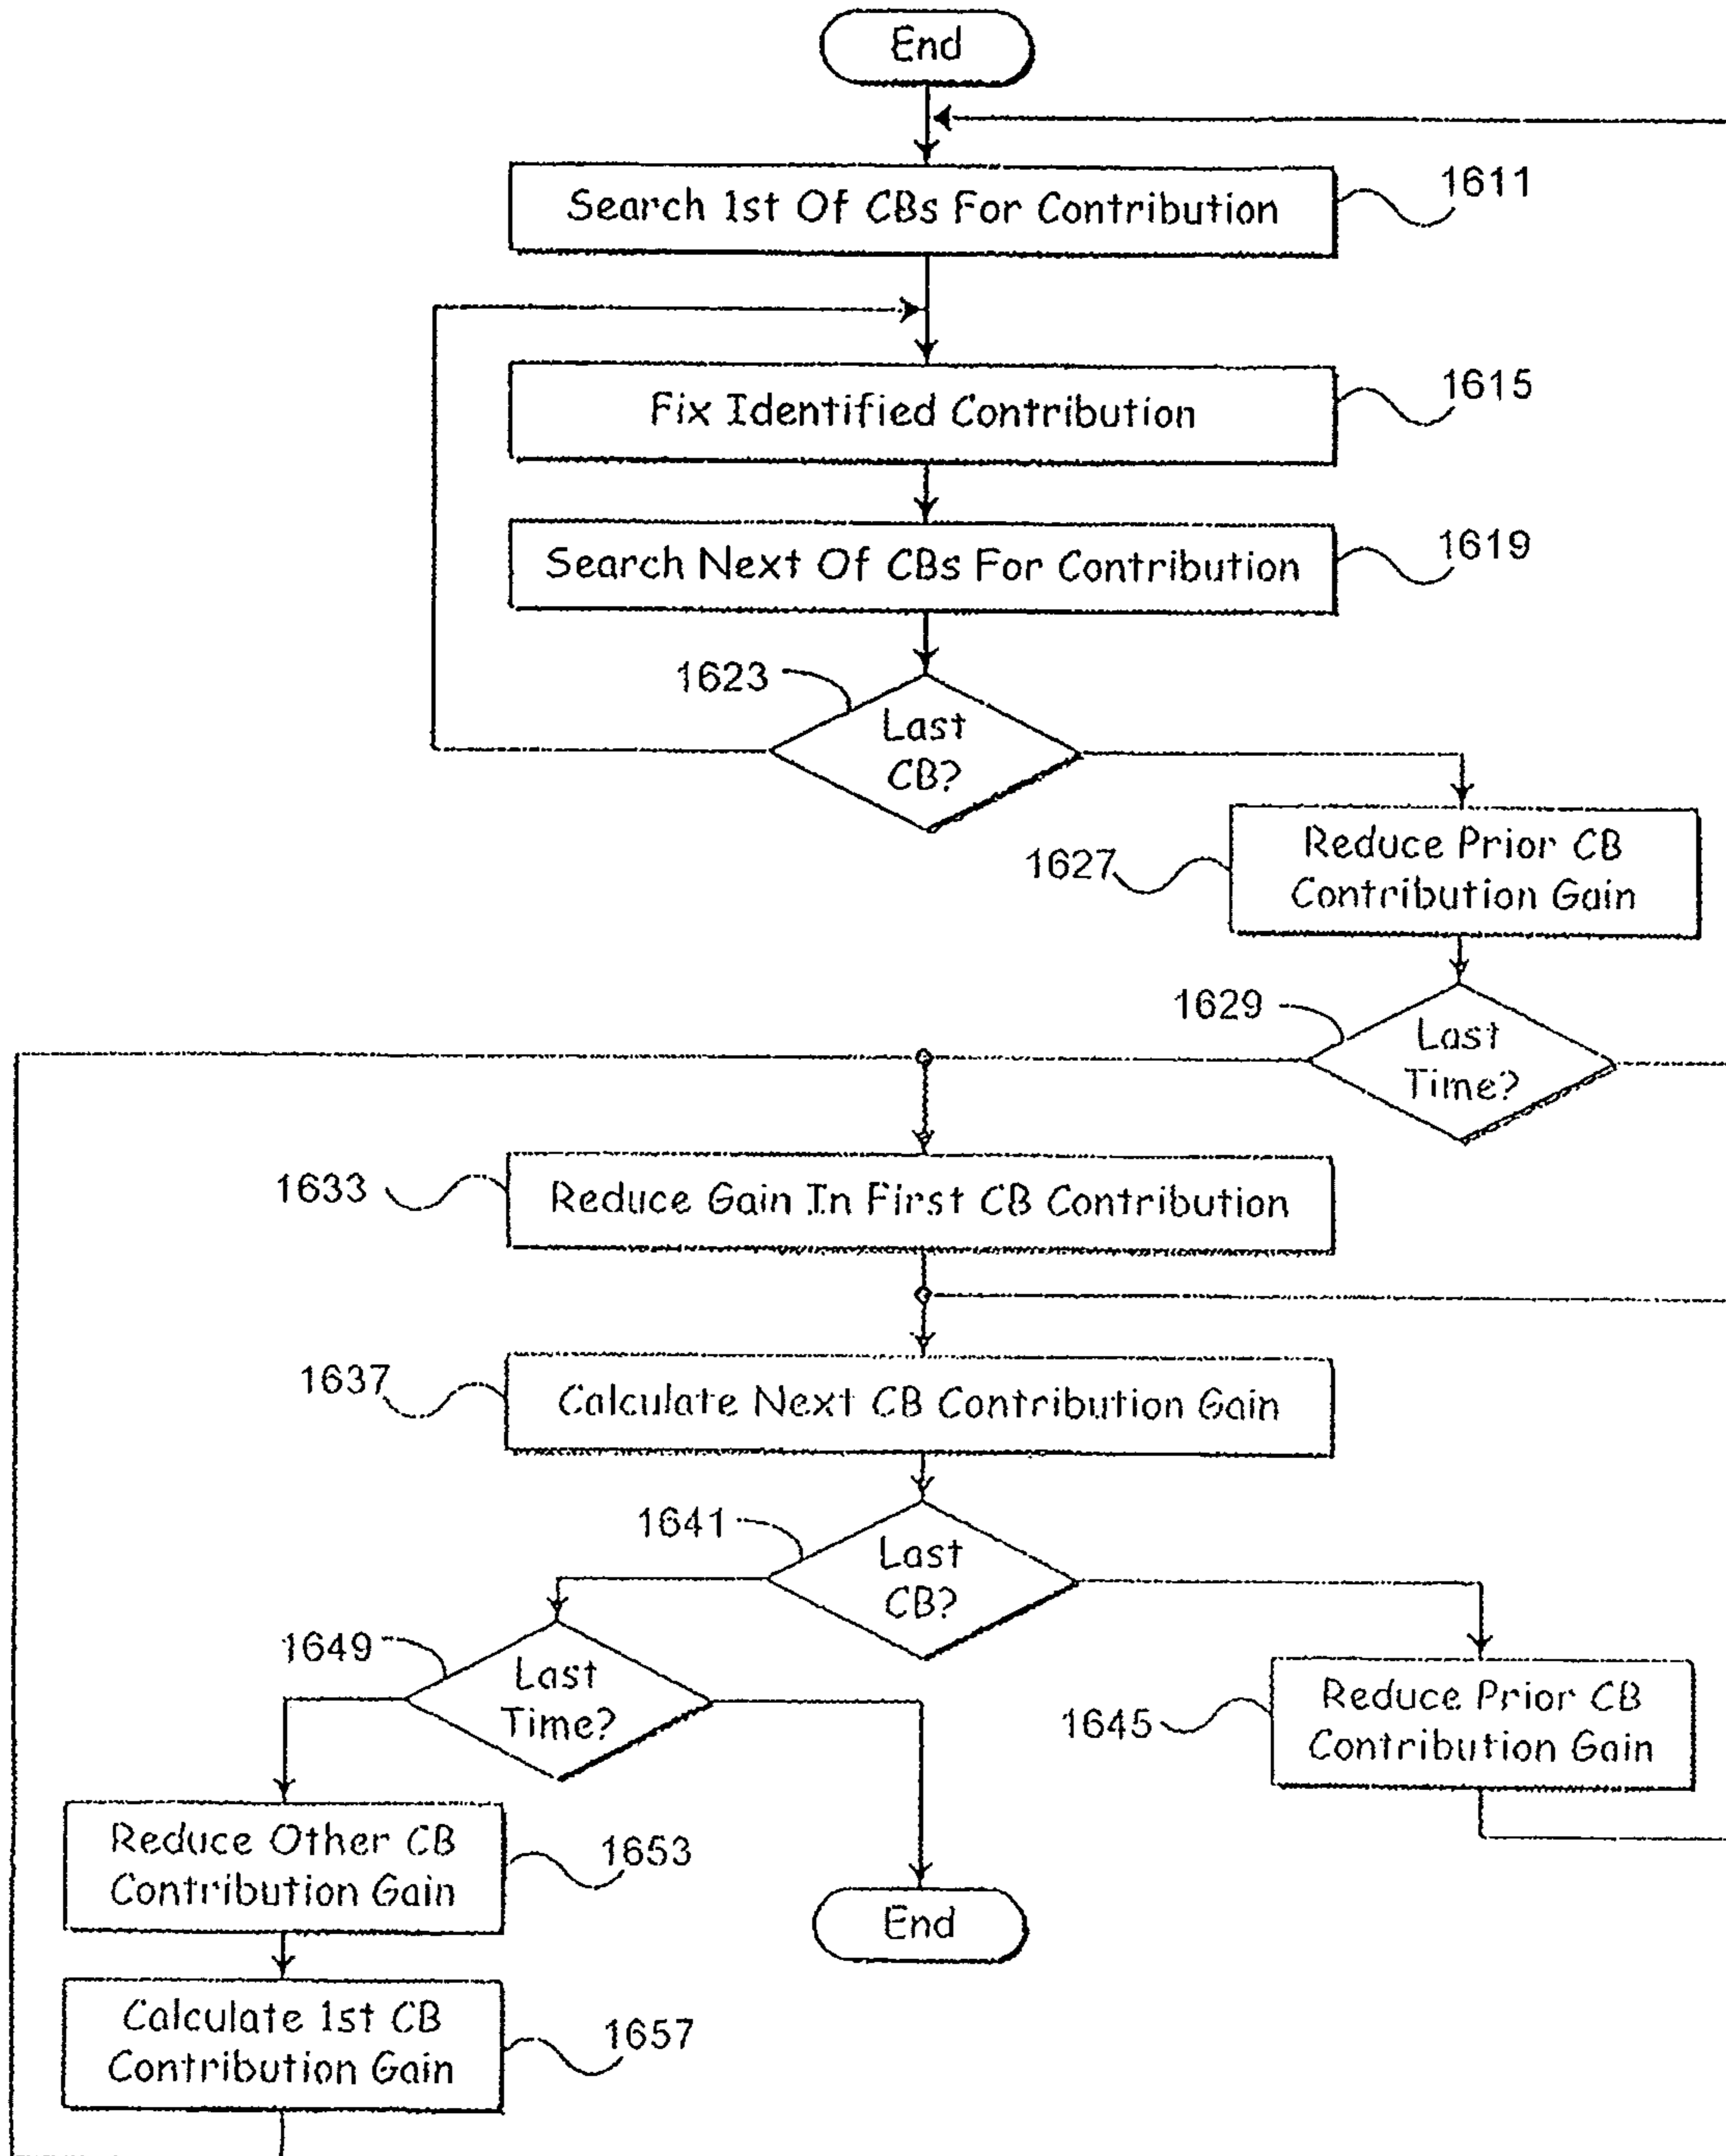 End
Search 1st Of CBs For Contribution
1611
Fix Identified Contribution
1615
Search Next Of CBs For Contribution
1619
1623
Last
CB?
Reduce Prior CB
Contribution Gain
1627
1629
Last
Time?
1633
Reduce Gain In First CB Contribution
1637
Calculate Next CB Contribution Gain
1641
Last
CB?
1649
Last
Time?
1645
Reduce Prior CB
Contribution Gain
Reduce Other CB
Contribution Gain
1653
End
Calculate 1st CB
Contribution Gain
1657